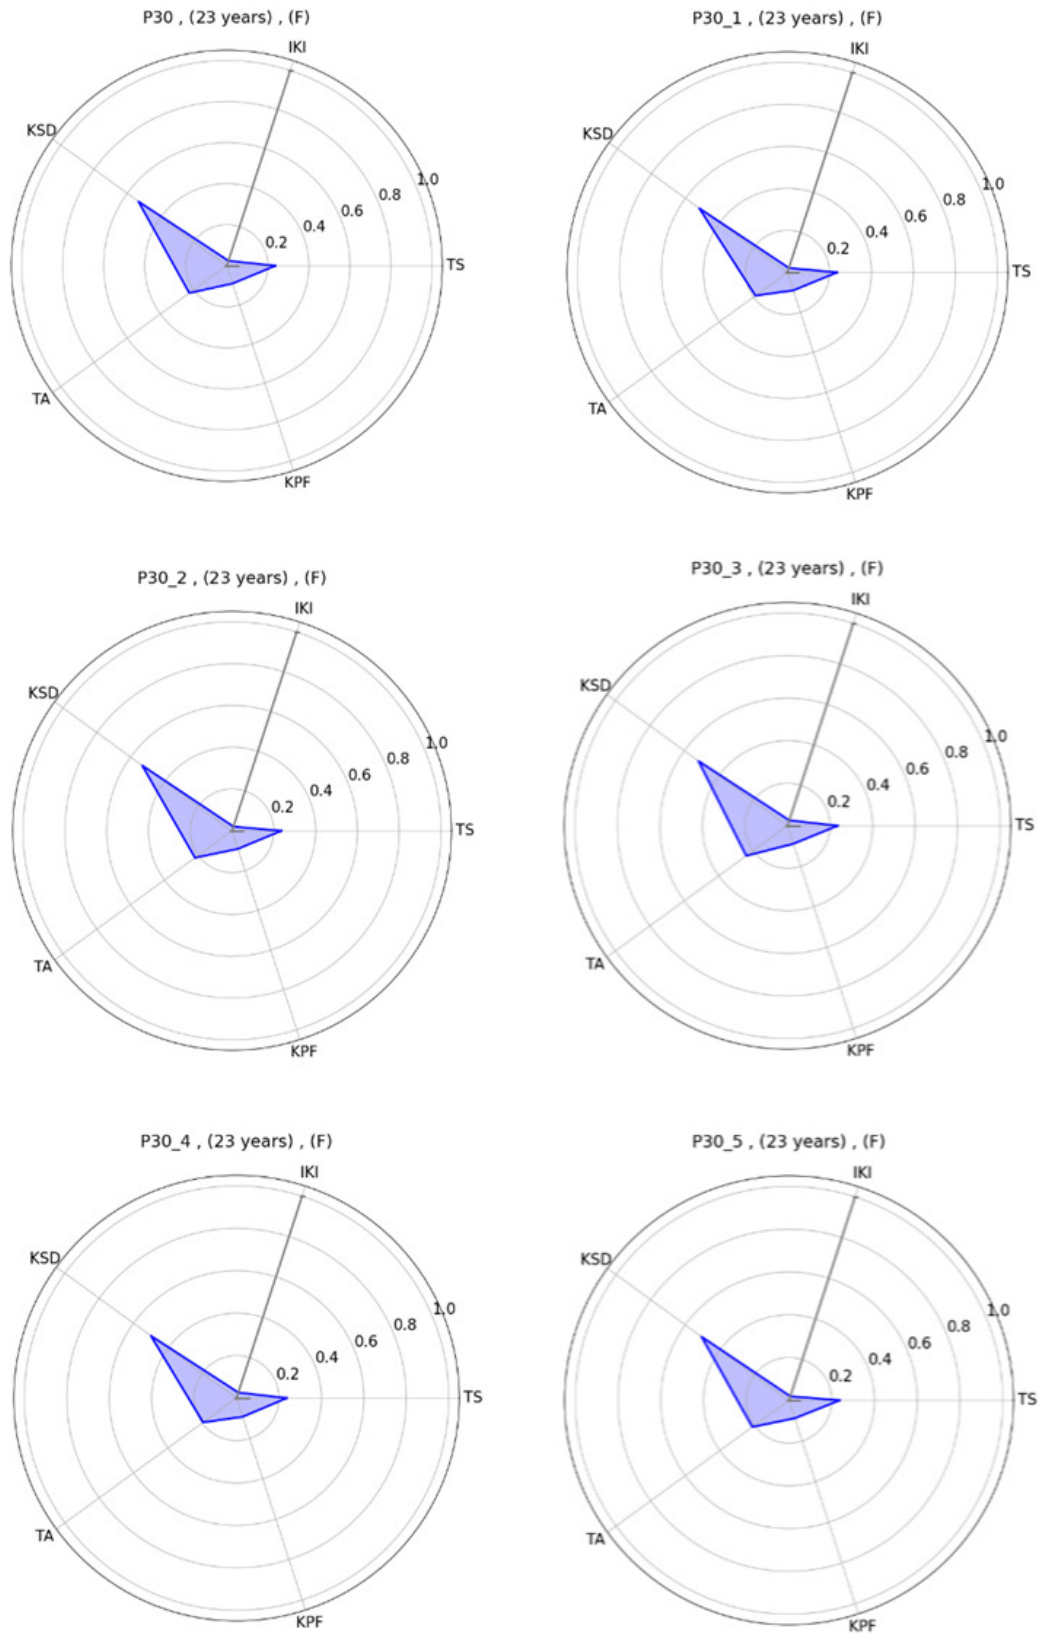 P30 , (23 years) , (F)
IKI
KSD
1.0
0.8
0.6
0.4
0.2
TS
TA
KPF
P30_1 , (23 years) , (F)
IKI
KSD
1.0
0.8
0.6
0.4
0.2
TS
TA
KPF
P30_2 , (23 years) , (F)
IKI
KSD
1.0
0.8
0.6
0.4
0.2
TS
TA
KPF
P30_3 , (23 years) , (F)
IKI
KSD
1.0
0.8
0.6
0.4
0.2
TS
TA
KPF
P30_4 , (23 years) , (F)
IKI
KSD
1.0
0.8
0.6
0.4
0.2
TS
TA
KPF
P30_5 , (23 years) , (F)
IKI
KSD
1.0
0.8
0.6
0.4
0.2
TS
TA
KPF